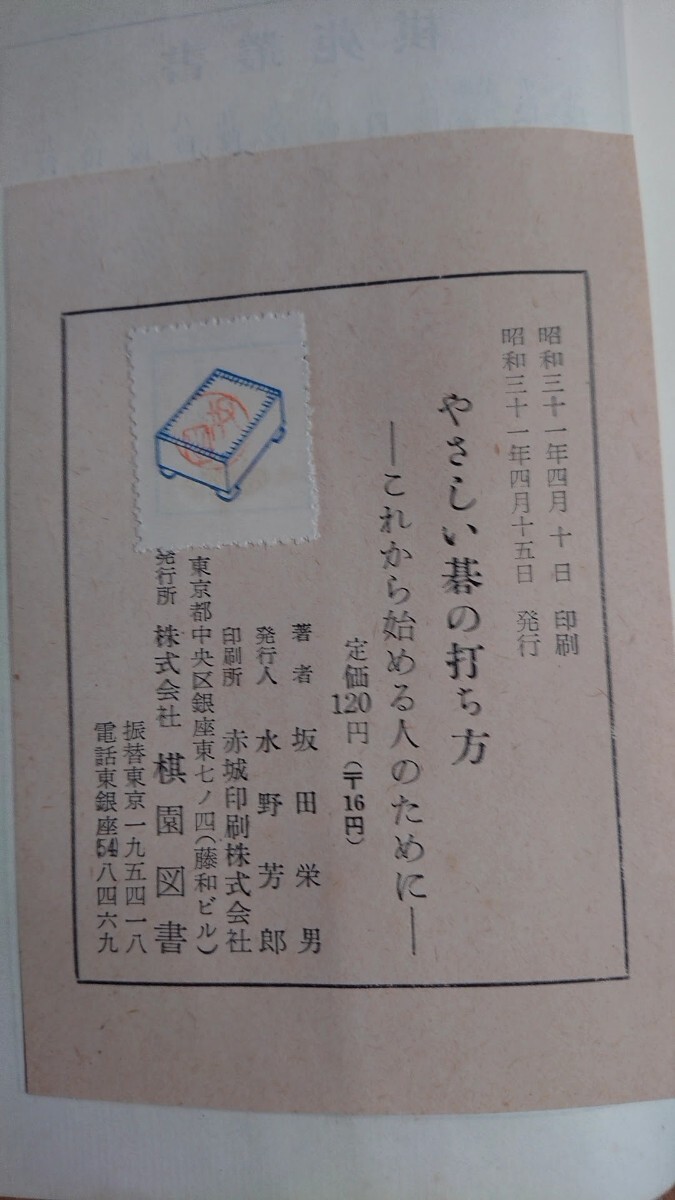 昭和三十一年四月十日 印刷
昭和三十一年四月十五日 発行
やさしい碁の打ち方
―これから始める人のために―
定価120円（〒16円）
著者 坂田栄男
発行人 水野芳郎
印刷所 赤城印刷株式会社
東京都中央区銀座東七ノ四（藤和ビル）
発行所 株式会社 棋園図書
振替東京一九五四一八
電話東銀座(54)八四六九